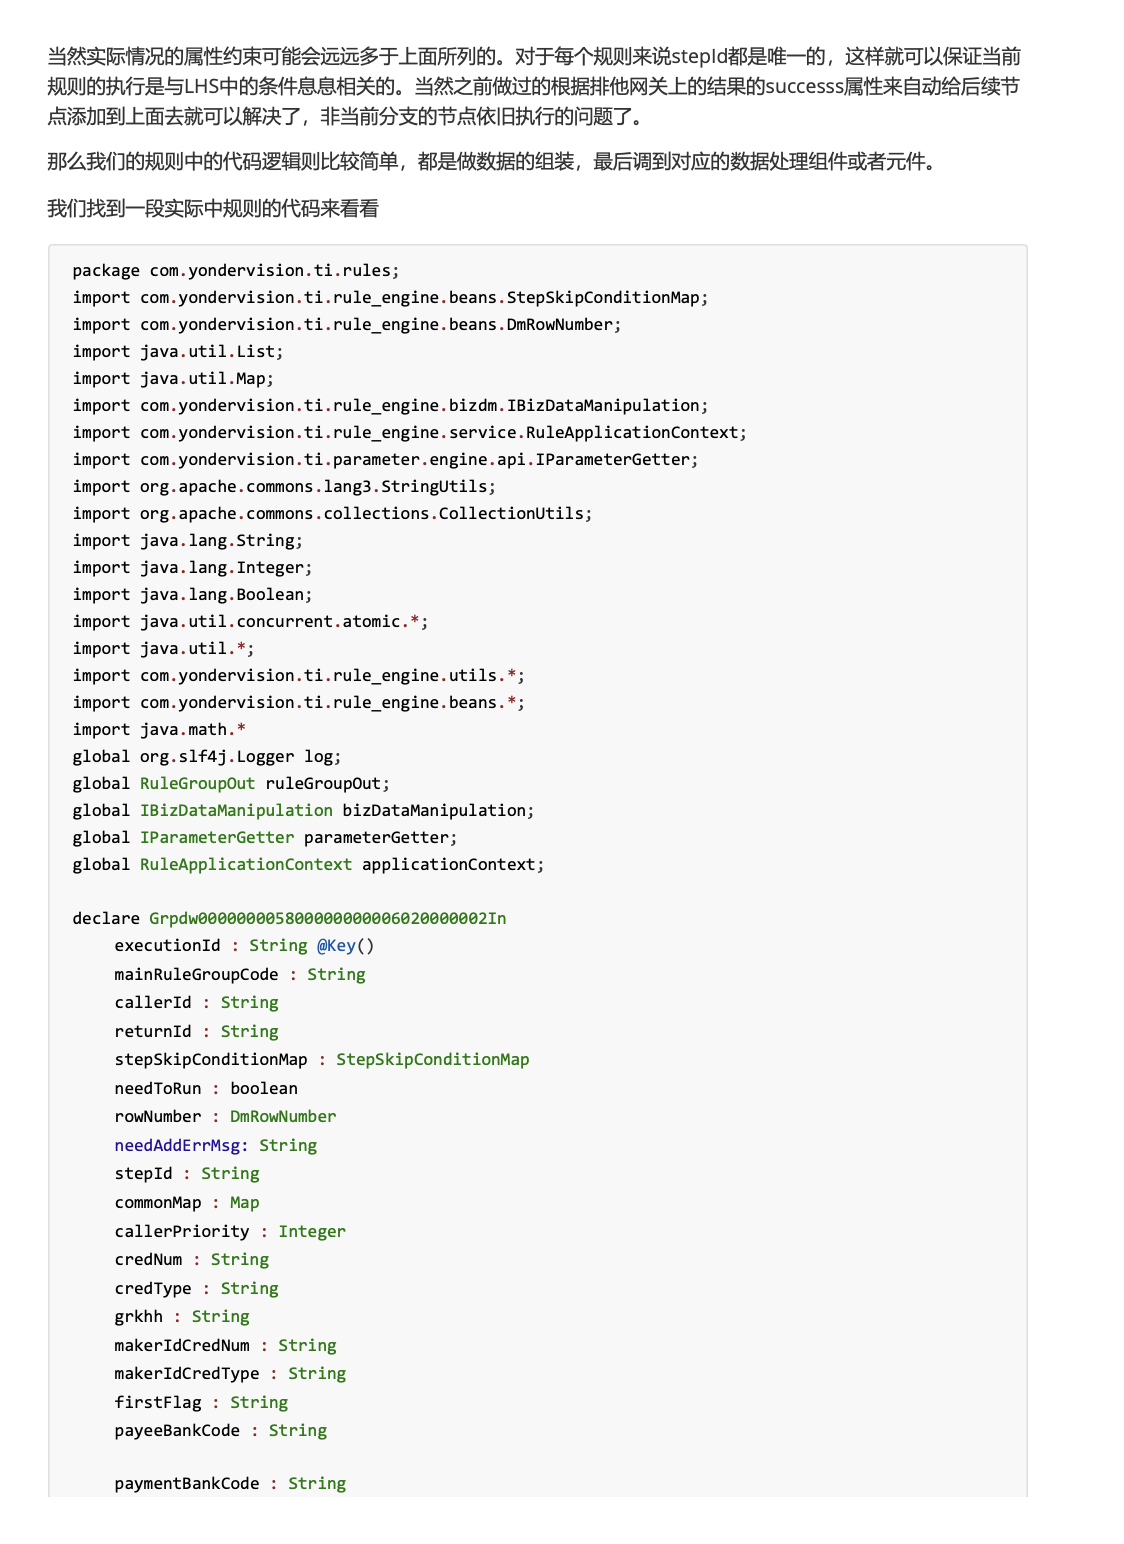 当然实际情况的属性约束可能会远远多于上面所列的。对于每个规则来说stepId都是唯一的，这样就可以保证当前
规则的执行是与LHS中的条件息息相关的。当然之前做过的根据排他网关上的结果的successs属性来自动给后续节
点添加到上面去就可以解决了，非当前分支的节点依旧执行的问题了。
那么我们的规则中的代码逻辑则比较简单，都是做数据的组装，最后调到对应的数据处理组件或者元件。
我们找到一段实际中规则的代码来看看
package com.yondervision.ti.rules;
import com.yondervision.ti.rule_engine.beans.StepSkipConditionMap;
import com.yondervision.ti.rule_engine.beans.DmRowNumber;
import java.util.List;
import java.util.Map;
import com.yondervision.ti.rule_engine.bizdm.IBizDataManipulation;
import com.yondervision.ti.rule_engine.service.RuleApplicationContext;
import com.yondervision.ti.parameter.engine.api.IParameterGetter;
import org.apache.commons.lang3.StringUtils;
import org.apache.commons.collections.CollectionUtils;
import java.lang.String;
import java.lang.Integer;
import java.lang.Boolean;
import java.util.concurrent.atomic.*;
import java.util.*;
import com.yondervision.ti.rule_engine.utils.*;
import com.yondervision.ti.rule_engine.beans.*;
import java.math.*
global org.slf4j.Logger log;
global RuleGroupOut ruleGroupOut;
global IBizDataManipulation bizDataManipulation;
global IParameterGetter parameterGetter;
global RuleApplicationContext applicationContext;
declare Grpdw0000000058000000000006020000002In
executionId : String @Key()
mainRuleGroupCode : String
callerId : String
returnId : String
stepSkipConditionMap : StepSkipConditionMap
needToRun : boolean
rowNumber : DmRowNumber
needAddErrMsg: String
stepId : String
commonMap : Map
callerPriority : Integer
credNum : String
credType : String
grkhh : String
makerIdCredNum : String
makerIdCredType : String
firstFlag : String
payeeBankCode : String
paymentBankCode : String